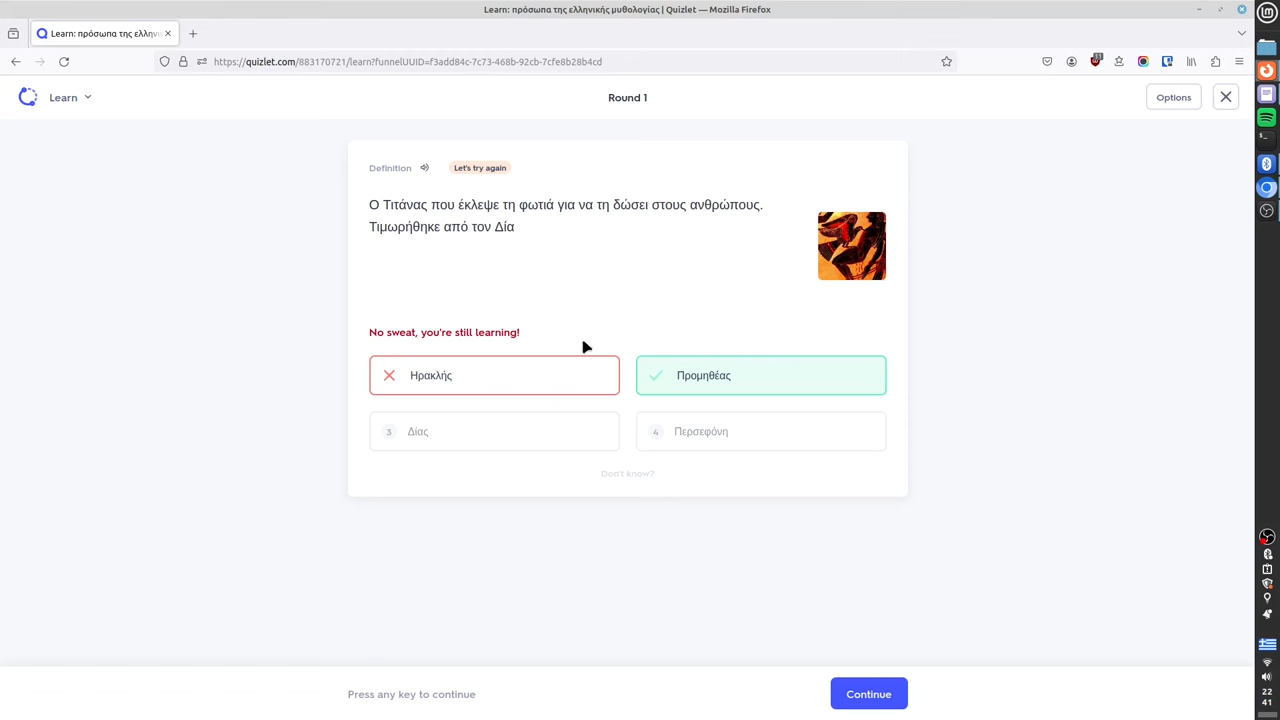 Learn: πρόσωπα της ελληνικής μυθολογίας | Quizlet — Mozilla Firefox
Learn: πρόσωπα της ελλην
https://quizlet.com/883170721/learn?funnelUUID=f3add84c-7c73-468b-92cb-7cfe8b28b4cd
Learn
Round 1
Options
Definition
Let's try again
Ο Τιτάνας που έκλεψε τη φωτιά για να τη δώσει στους ανθρώπους.
Τιμωρήθηκε από τον Δία
No sweat, you're still learning!
Ηρακλής
Προμηθέας
3 Δίας
4 Περσεφόνη
Don't know?
Press any key to continue
Continue
22
41